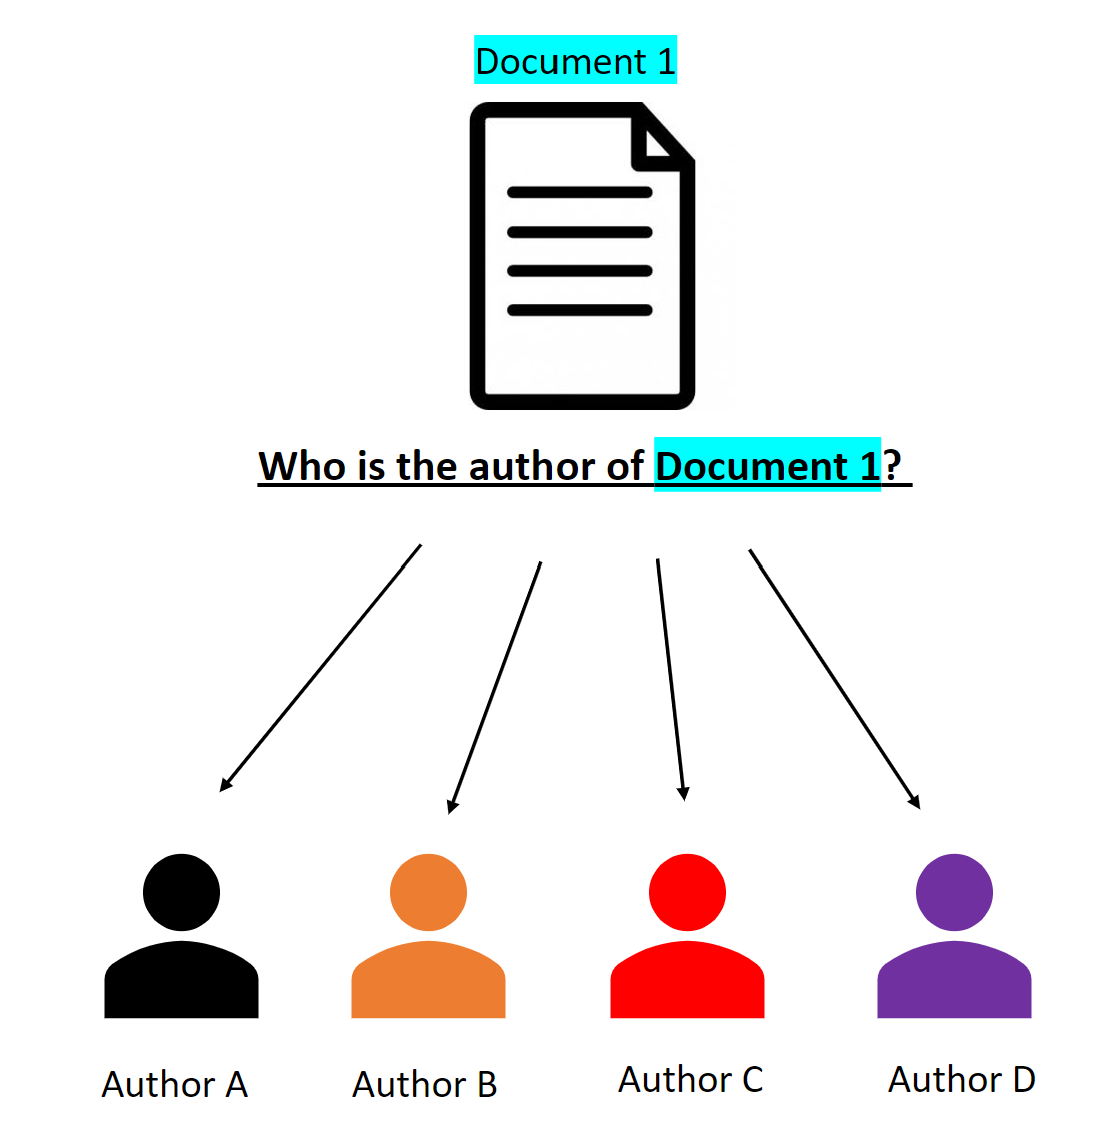 Document 1
Who is the author of Document 1?
Author A
Author B
Author C
Author D